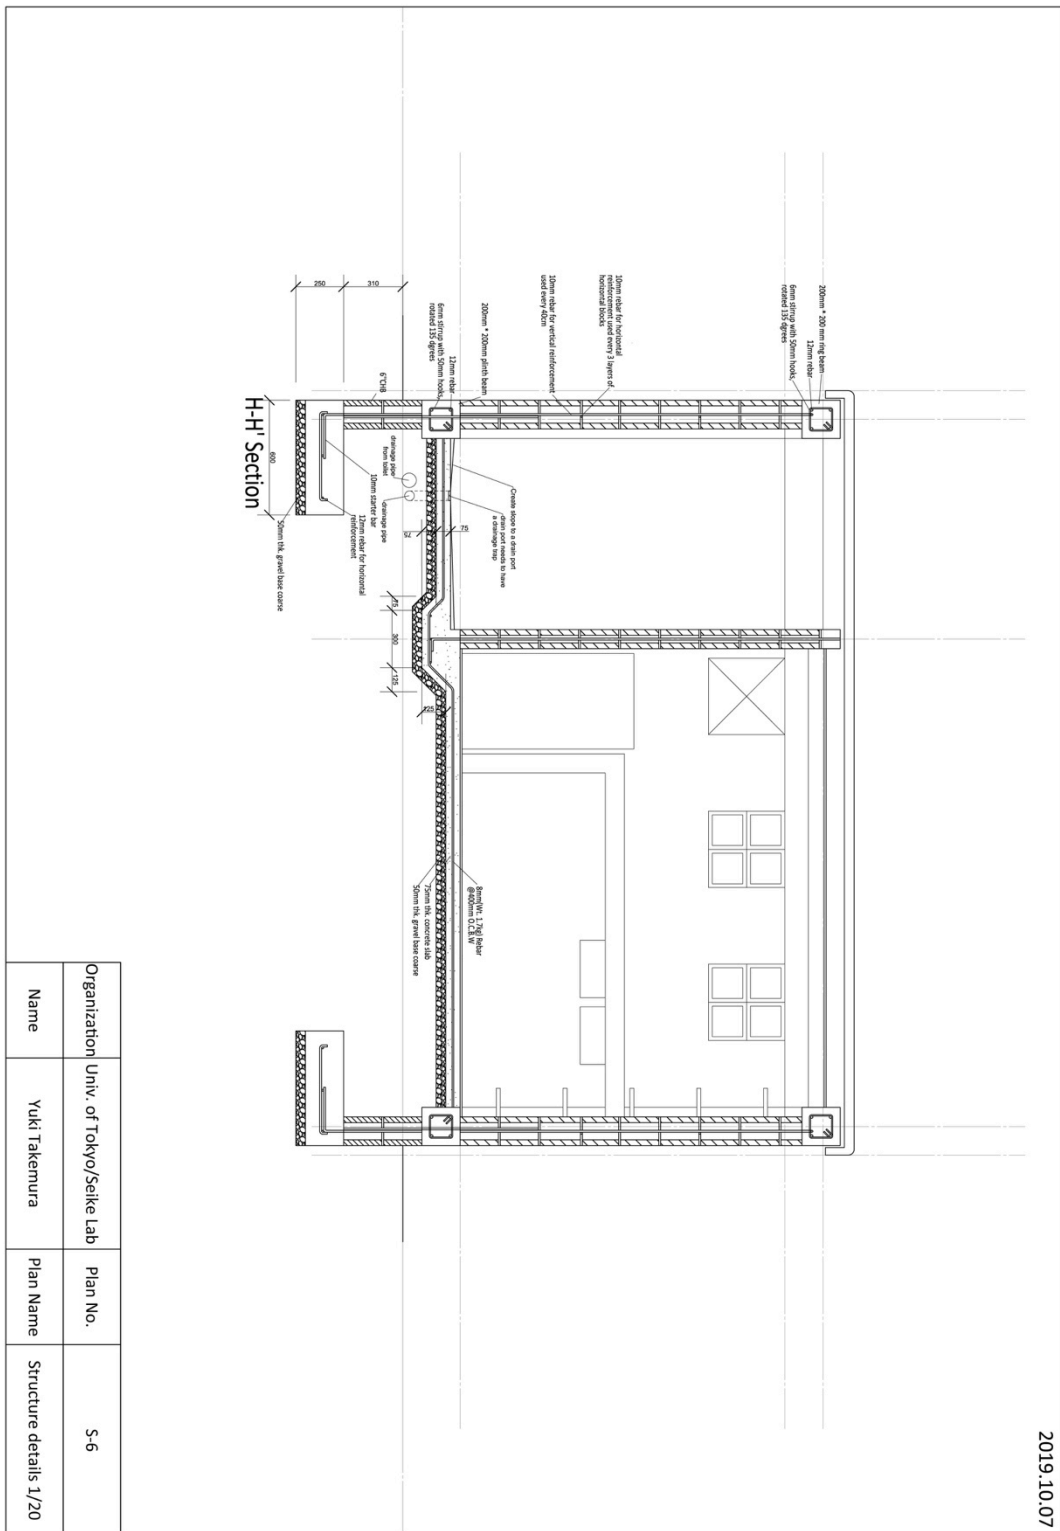 2019.10.07
200mm * 200 mm ring beam
12mm rebar
6mm stirrup with 50mm hooks,
rotated 135 dgrees
10mm rebar for horizontal
reinforcement used every 3 layers of
horizontal blocks
10mm rebar for vertical reinforcement
used every 40cm
200mm * 200mm plinth beam
12mm rebar
6mm stirrup with 50mm hooks,
rotated 135 dgrees
310
250
6"CHB
600
Create slope to a drain port
drain port needs to have
a drainage trap
75
75
drainage pipe
from toilet
drainage pipe
10mm starter bar
12mm rebar for horizontal
reinforcement
50mm thk. gravel base coarse
75
300
125
125
8mm(Wt. 1.7kg) Rebar
@400mm O.C.B.W
75mm thk. concrete slab
50mm thk. gravel base coarse
H-H' Section
Organization
Univ. of Tokyo/Seike Lab
Plan No.
S-6
Name
Yuki Takemura
Plan Name
Structure details 1/20